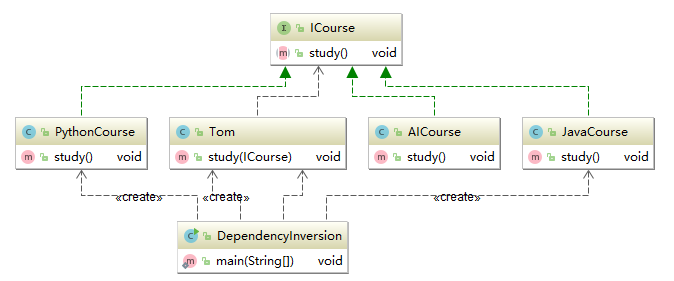 I ICourse
m study() void
C PythonCourse
m study() void
C Tom
m study(ICourse) void
C AICourse
m study() void
C JavaCourse
m study() void
«create» «create» «create»
C DependencyInversion
m main(String[]) void